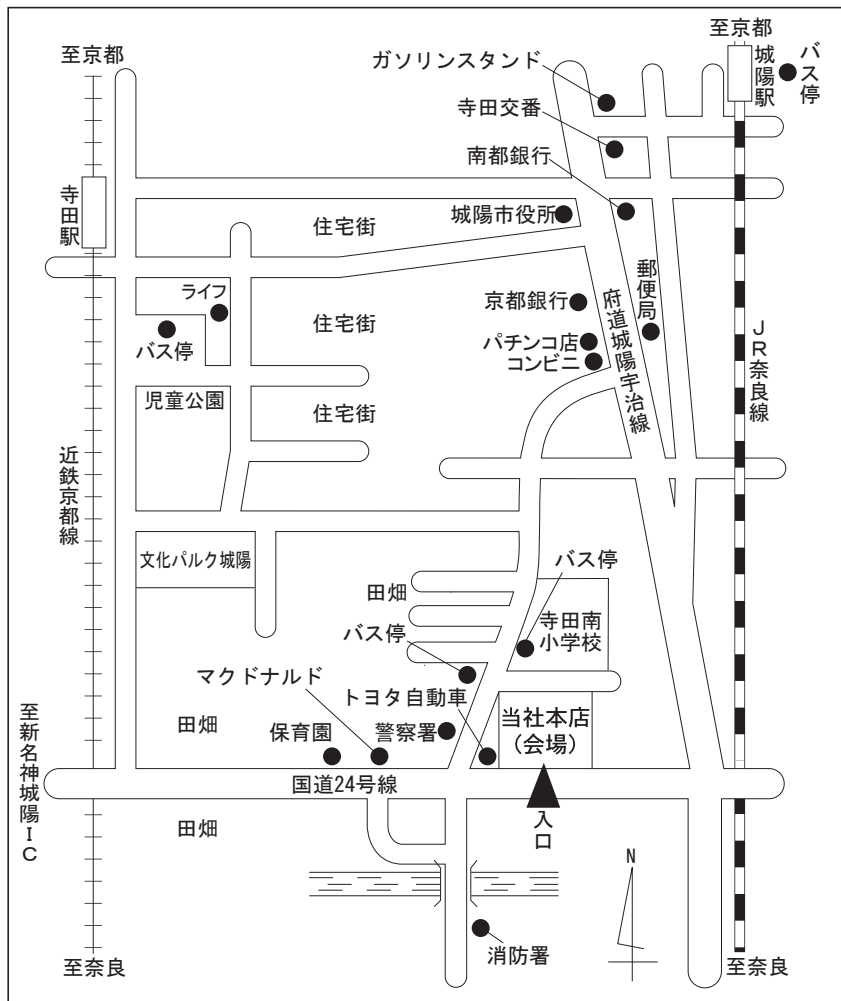 至京都
至京都
城陽駅
バス停
ガソリンスタンド
寺田交番
南都銀行
寺田駅
住宅街
城陽市役所
郵便局
ライフ
バス停
住宅街
京都銀行
パチンコ店
コンビニ
府道城陽宇治線
JR奈良線
児童公園
住宅街
近鉄京都線
文化パルク城陽
田畑
バス停
寺田南
小学校
バス停
マクドナルド
トヨタ自動車
当社本店
(会場)
田畑
保育園
警察署
至新名神城陽IC
国道24号線
田畑
入口
N
消防署
至奈良
至奈良